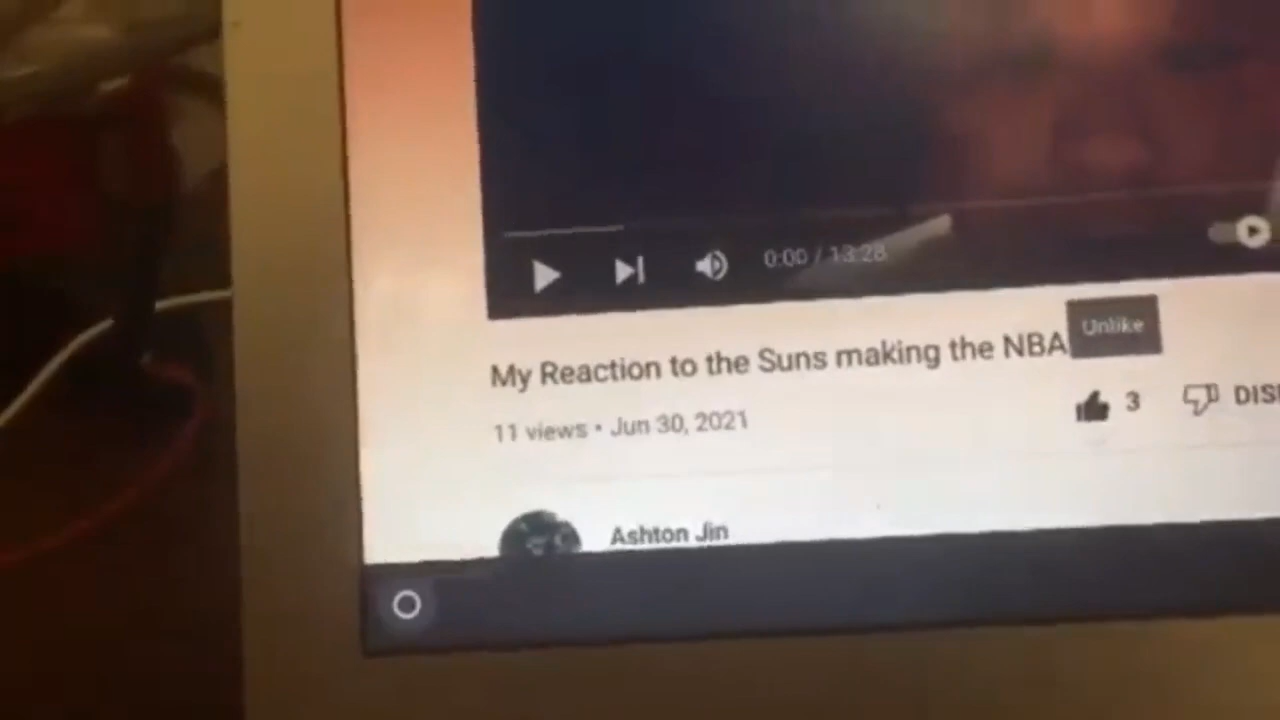 0:00 / 13:28
Unlike
My Reaction to the Suns making the NBA
11 views • Jun 30, 2021
3 DISL
Ashton Jin